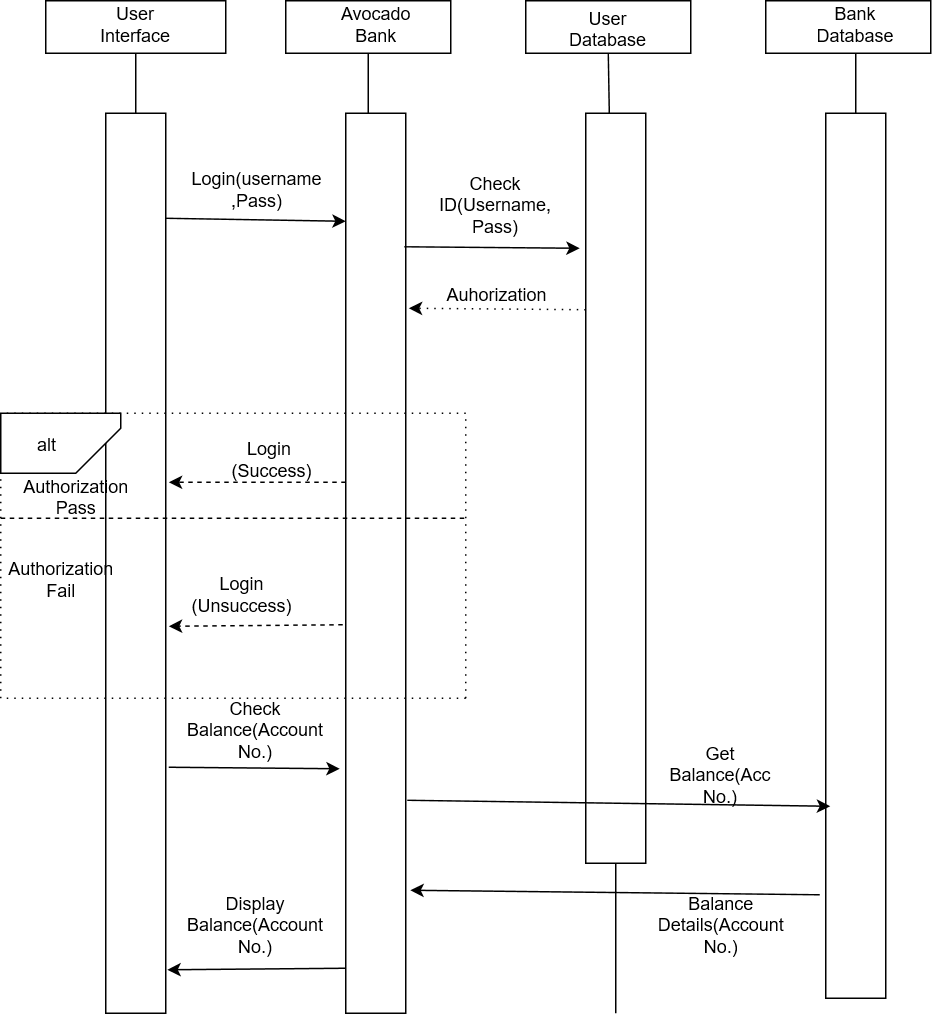 User
Interface
Avocado
Bank
User
Database
Bank
Database
Login(username
,Pass)
Check
ID(Username,
Pass)
Auhorization
alt
Login
(Success)
Authorization
Pass
Authorization
Fail
Login
(Unsuccess)
Check
Balance(Account
No.)
Get
Balance(Acc
No.)
Display
Balance(Account
No.)
Balance
Details(Account
No.)